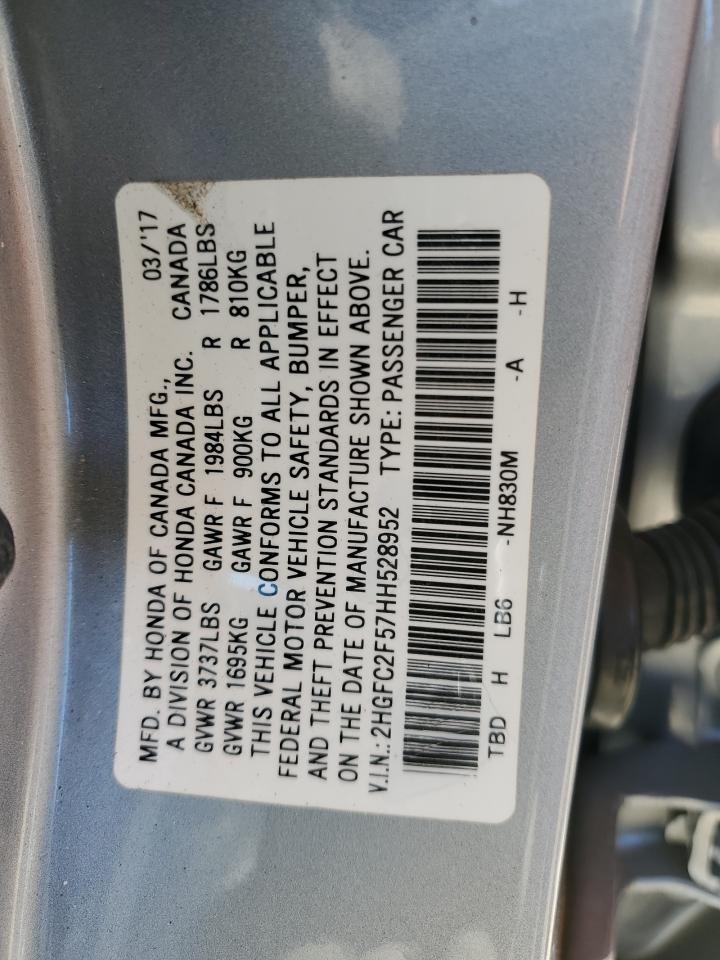 MFD. BY HONDA OF CANADA MFG., 03/'17
A DIVISION OF HONDA CANADA INC. CANADA
GVWR 3737LBS GAWR F 1984LBS R 1786LBS
GVWR 1695KG GAWR F 900KG R 810KG
THIS VEHICLE CONFORMS TO ALL APPLICABLE
FEDERAL MOTOR VEHICLE SAFETY, BUMPER,
AND THEFT PREVENTION STANDARDS IN EFFECT
ON THE DATE OF MANUFACTURE SHOWN ABOVE.
V.I.N.: 2HGFC2F57HH528952 TYPE: PASSENGER CAR
TBD H LB6 -NH830M -A -H